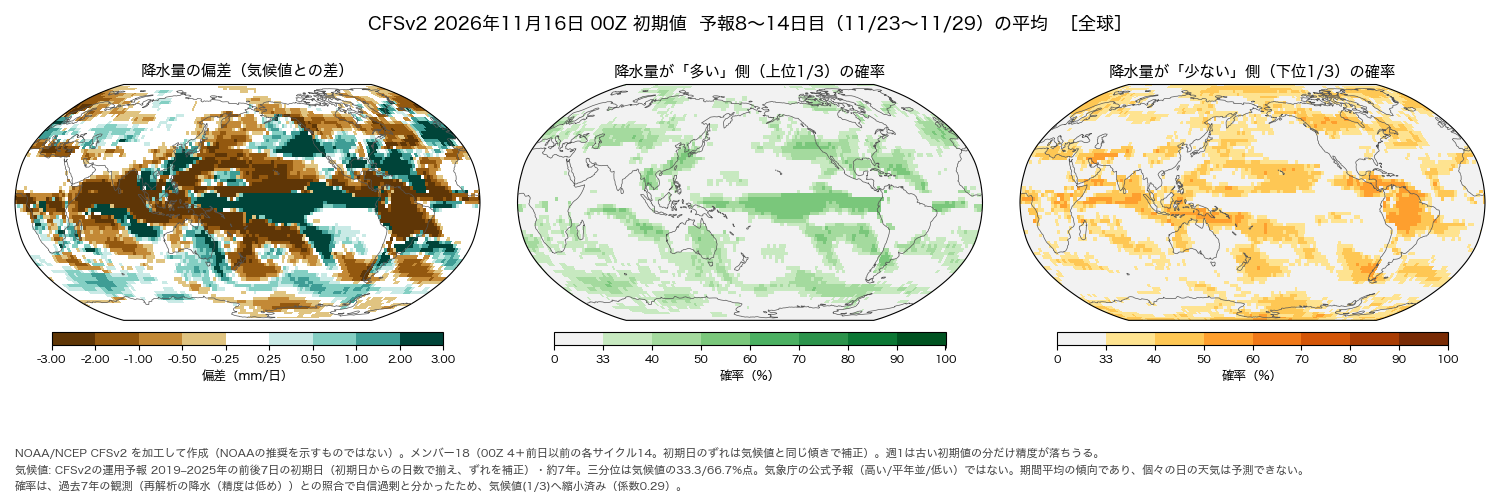 CFSv2 2026年11月16日 00Z 初期値　予報8～14日目（11/23～11/29）の平均　［全球］
降水量の偏差（気候値との差）
降水量が「多い」側（上位1/3）の確率
降水量が「少ない」側（下位1/3）の確率
-3.00 -2.00 -1.00 -0.50 -0.25 0.25 0.50 1.00 2.00 3.00
偏差（mm/日）
0 33 40 50 60 70 80 90 100
確率（%）
0 33 40 50 60 70 80 90 100
確率（%）
NOAA/NCEP CFSv2 を加工して作成（NOAAの推奨を示すものではない）。メンバー18（00Z 4＋前日以前の各サイクル14。初期日のずれは気候値と同じ傾きで補正）。週1は古い初期値の分だけ精度が落ちうる。
気候値: CFSv2の運用予報 2019–2025年の前後7日の初期日（初期日からの日数で揃え、ずれを補正）・約7年。三分位は気候値の33.3/66.7%点。気象庁の公式予報（高い/平年並/低い）ではない。期間平均の傾向であり、個々の日の天気は予測できない。
確率は、過去7年の観測（再解析の降水（精度は低め））との照合で自信過剰と分かったため、気候値(1/3)へ縮小済み（係数0.29）。